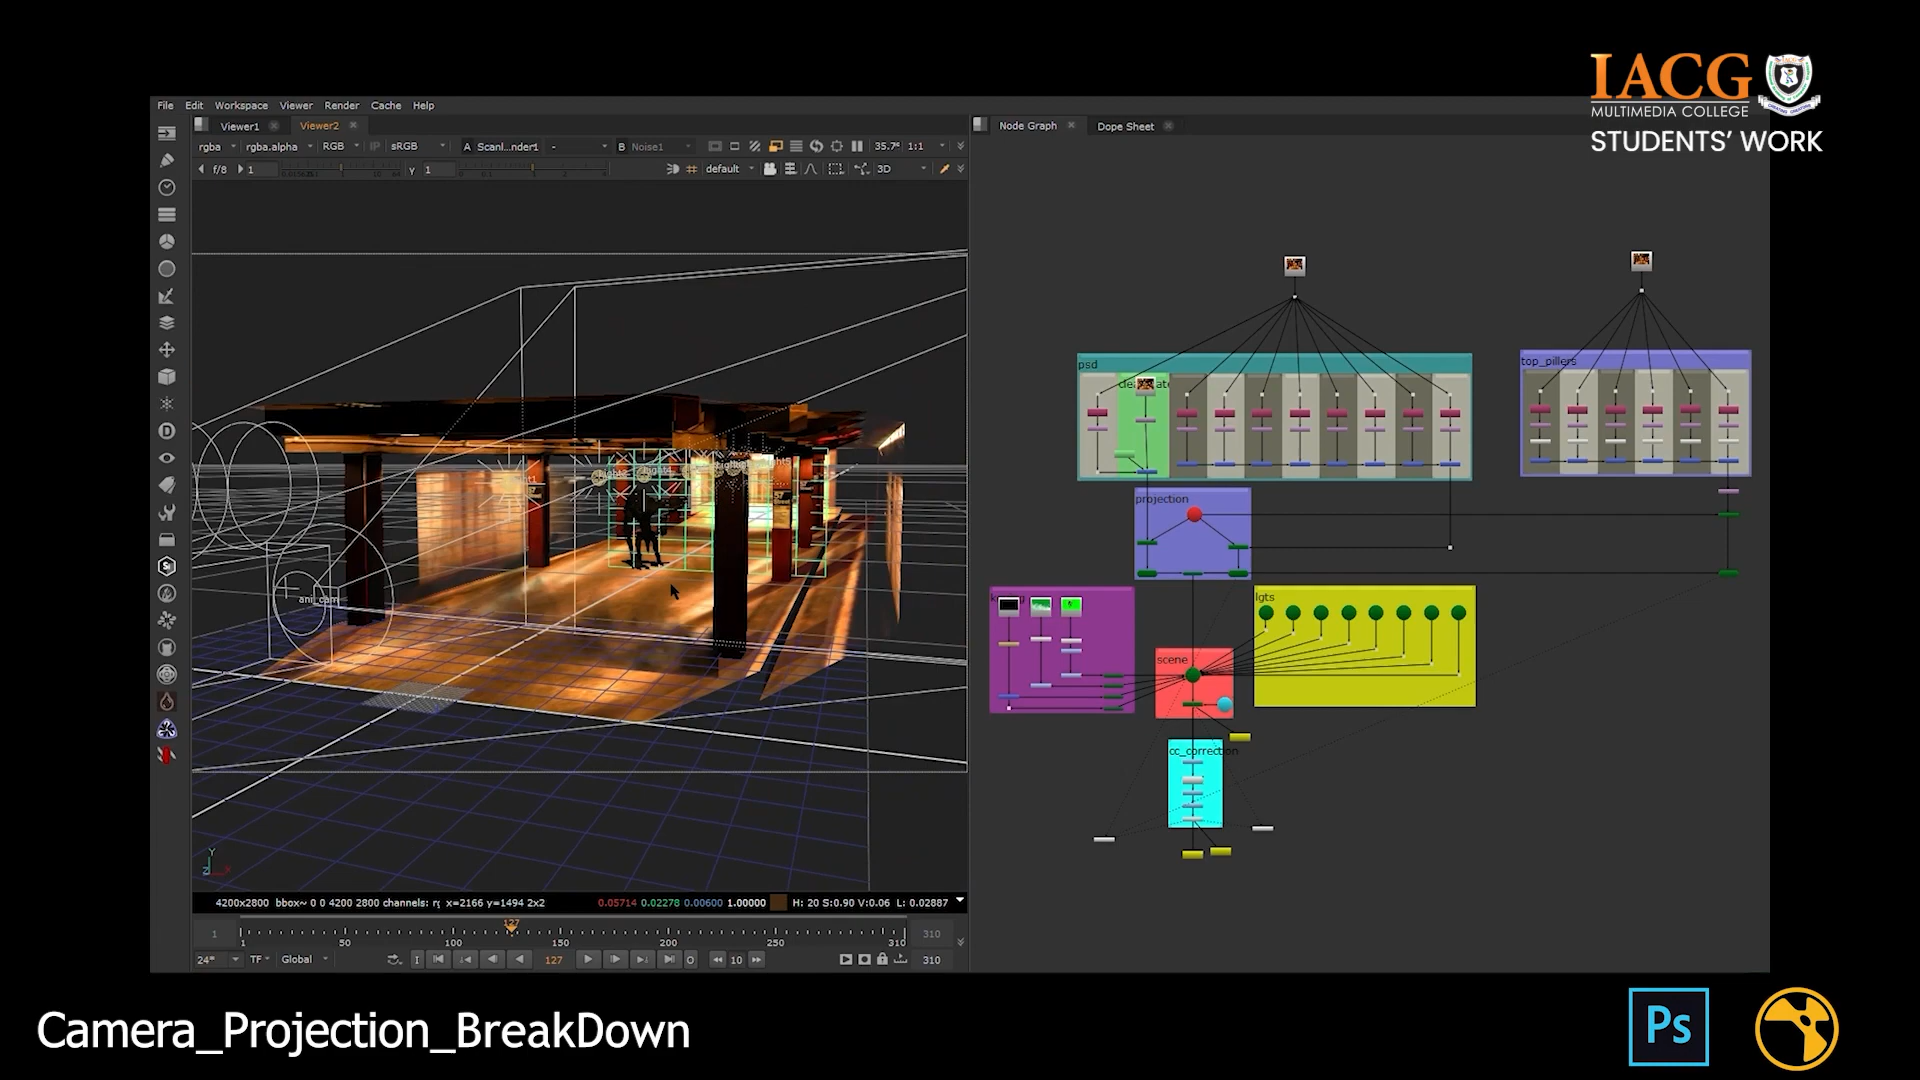 IACG
MULTIMEDIA COLLEGE
STUDENTS' WORK
File Edit Workspace Viewer Render Cache Help
Viewer1 Viewer2
rgba rgba.alpha RGB IP sRGB A Scanl...nder1 - B Noise1 35.7* 1:1
f/8 1 Y 1 default 3D
Node Graph Dope Sheet
psd
top_pillers
projection
lgts
scene
cc_correction
ani_cam
Y
Z X
4200x2800 bbox~ 0 0 4200 2800 channels: r x=2166 y=1494 2x2 0.05714 0.02278 0.00600 1.00000 H: 20 S:0.90 V:0.06 L: 0.02887
1 127 310
1 50 100 150 200 250 310
24* TF Global I 127 O 10 310
Camera_Projection_BreakDown
Ps